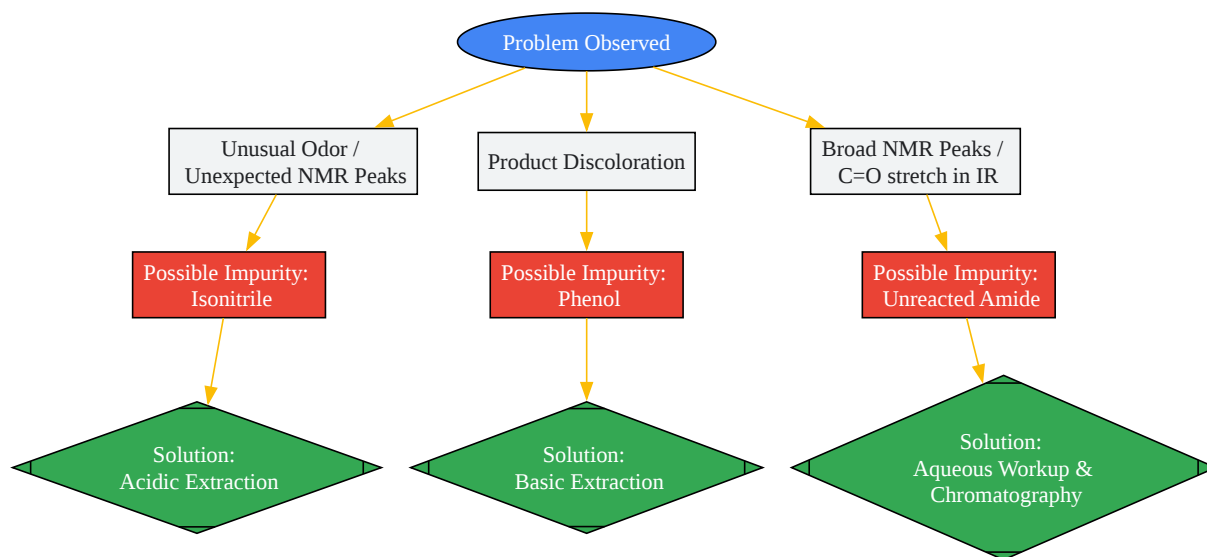 Problem Observed
Unusual Odor /
Unexpected NMR Peaks
Product Discoloration
Broad NMR Peaks /
C=O stretch in IR
Possible Impurity:
Isonitrile
Possible Impurity:
Phenol
Possible Impurity:
Unreacted Amide
Solution:
Acidic Extraction
Solution:
Basic Extraction
Solution:
Aqueous Workup &
Chromatography